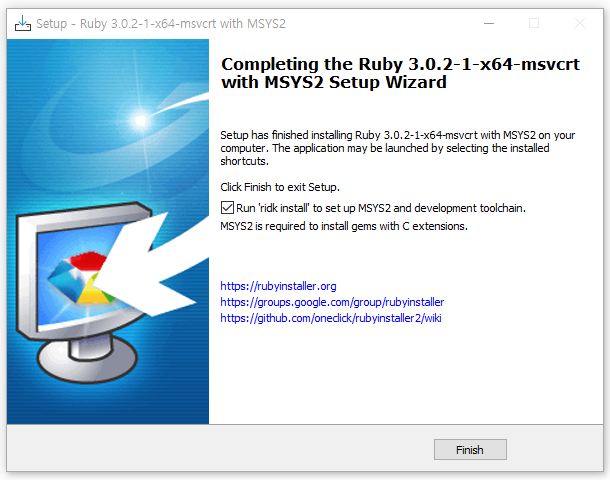 Setup - Ruby 3.0.2-1-x64-msvcrt with MSYS2
Completing the Ruby 3.0.2-1-x64-msvcrt
with MSYS2 Setup Wizard
Setup has finished installing Ruby 3.0.2-1-x64-msvcrt with MSYS2 on your
computer. The application may be launched by selecting the installed
shortcuts.
Click Finish to exit Setup.
Run 'ridk install' to set up MSYS2 and development toolchain.
MSYS2 is required to install gems with C extensions.
https://rubyinstaller.org
https://groups.google.com/group/rubyinstaller
https://github.com/oneclick/rubyinstaller2/wiki
Finish